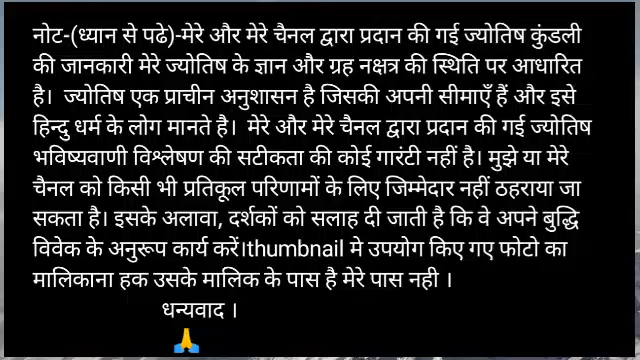 नोट-(ध्यान से पढे)-मेरे और मेरे चैनल द्वारा प्रदान की गई ज्योतिष कुंडली
की जानकारी मेरे ज्योतिष के ज्ञान और ग्रह नक्षत्र की स्थिति पर आधारित
है।  ज्योतिष एक प्राचीन अनुशासन है जिसकी अपनी सीमाएँ हैं और इसे
हिन्दु धर्म के लोग मानते है।  मेरे और मेरे चैनल द्वारा प्रदान की गई ज्योतिष
भविष्यवाणी विश्लेषण की सटीकता की कोई गारंटी नहीं है। मुझे या मेरे
चैनल को किसी भी प्रतिकूल परिणामों के लिए जिम्मेदार नहीं ठहराया जा
सकता है। इसके अलावा, दर्शकों को सलाह दी जाती है कि वे अपने बुद्धि
विवेक के अनुरूप कार्य करें।thumbnail मे उपयोग किए गए फोटो का
मालिकाना हक उसके मालिक के पास है मेरे पास नही ।
धन्यवाद ।
🙏